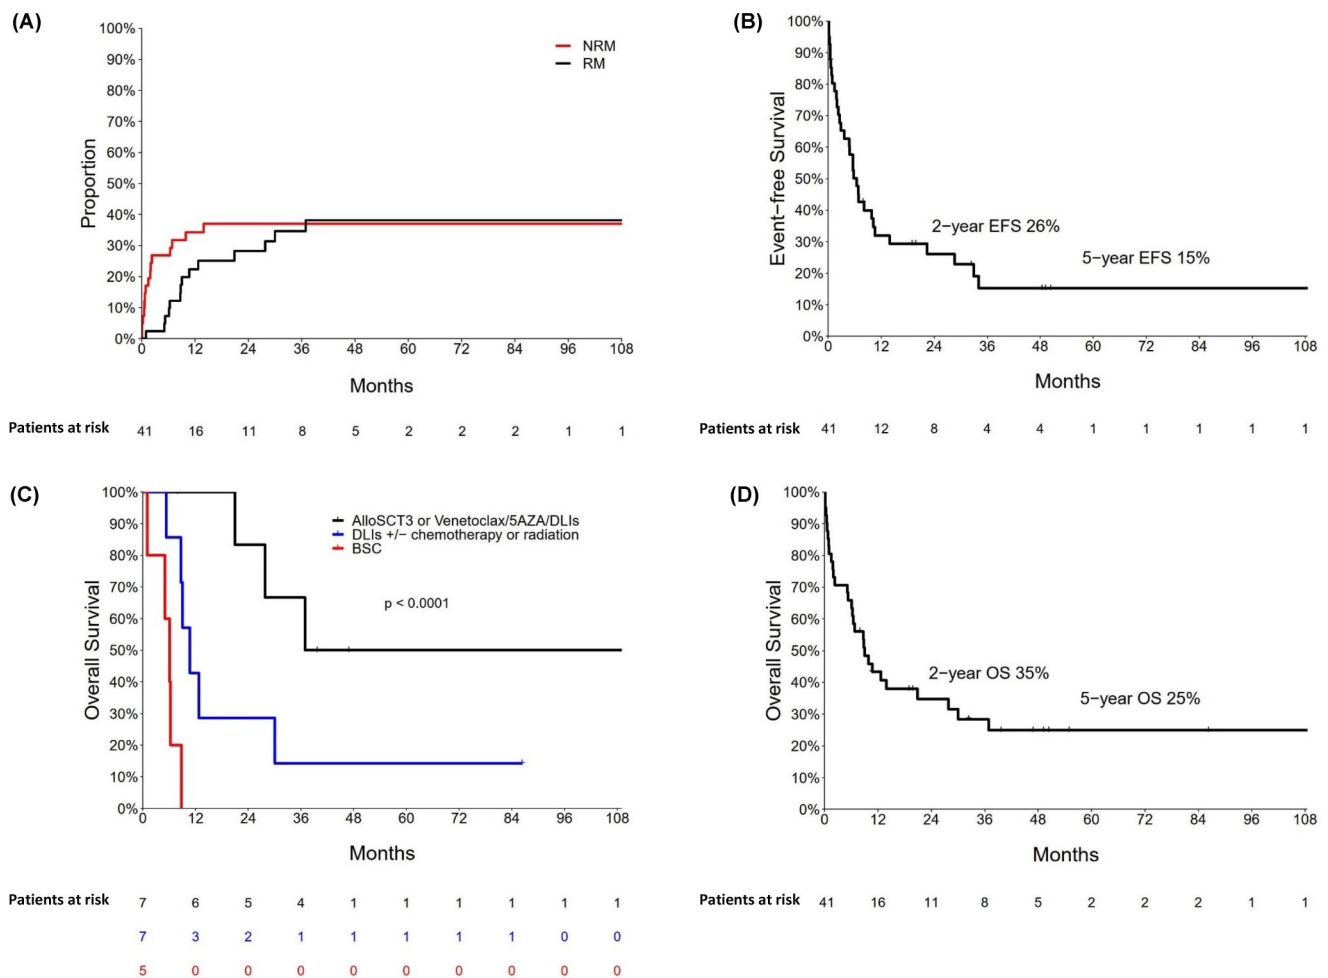 (A)
NRM
RM
Proportion
100%
90%
80%
70%
60%
50%
40%
30%
20%
10%
0%
0 12 24 36 48 60 72 84 96 108
Months
Patients at risk 41 16 11 8 5 2 2 2 1 1
(B)
Event-free Survival
100%
90%
80%
70%
60%
50%
40%
30%
20%
10%
0%
2-year EFS 26%
5-year EFS 15%
0 12 24 36 48 60 72 84 96 108
Months
Patients at risk 41 12 8 4 4 1 1 1 1 1
(C)
AlloSCT3 or Venetoclax/5AZA/DLIs
DLIs +/- chemotherapy or radiation
BSC
p < 0.0001
Overall Survival
100%
90%
80%
70%
60%
50%
40%
30%
20%
10%
0%
0 12 24 36 48 60 72 84 96 108
Months
Patients at risk 7 6 5 4 1 1 1 1 1 1
7 3 2 1 1 1 1 1 0 0
5 0 0 0 0 0 0 0 0 0
(D)
Overall Survival
100%
90%
80%
70%
60%
50%
40%
30%
20%
10%
0%
2-year OS 35%
5-year OS 25%
0 12 24 36 48 60 72 84 96 108
Months
Patients at risk 41 16 11 8 5 2 2 2 1 1